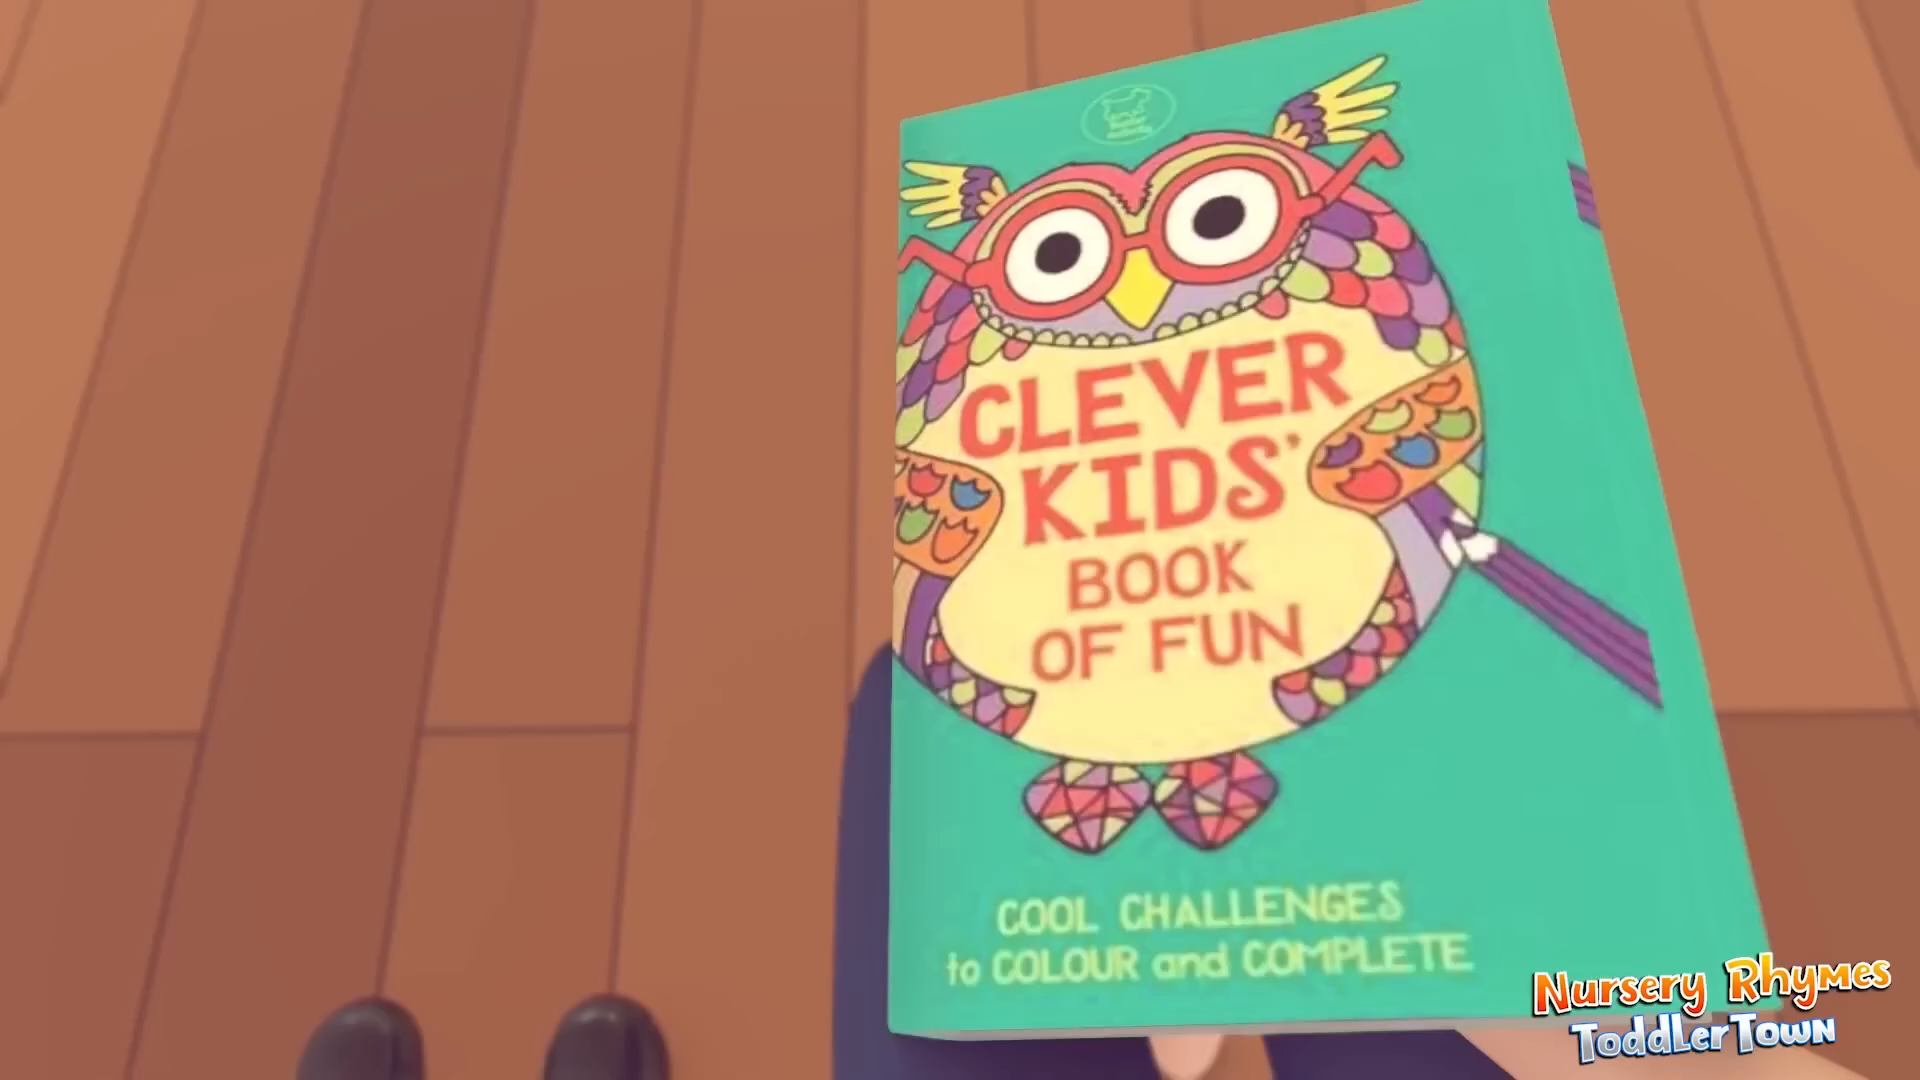 CLEVER
KIDS'
BOOK
OF FUN
COOL CHALLENGES
to COLOUR and COMPLETE
Nursery Rhymes
ToddlerTown